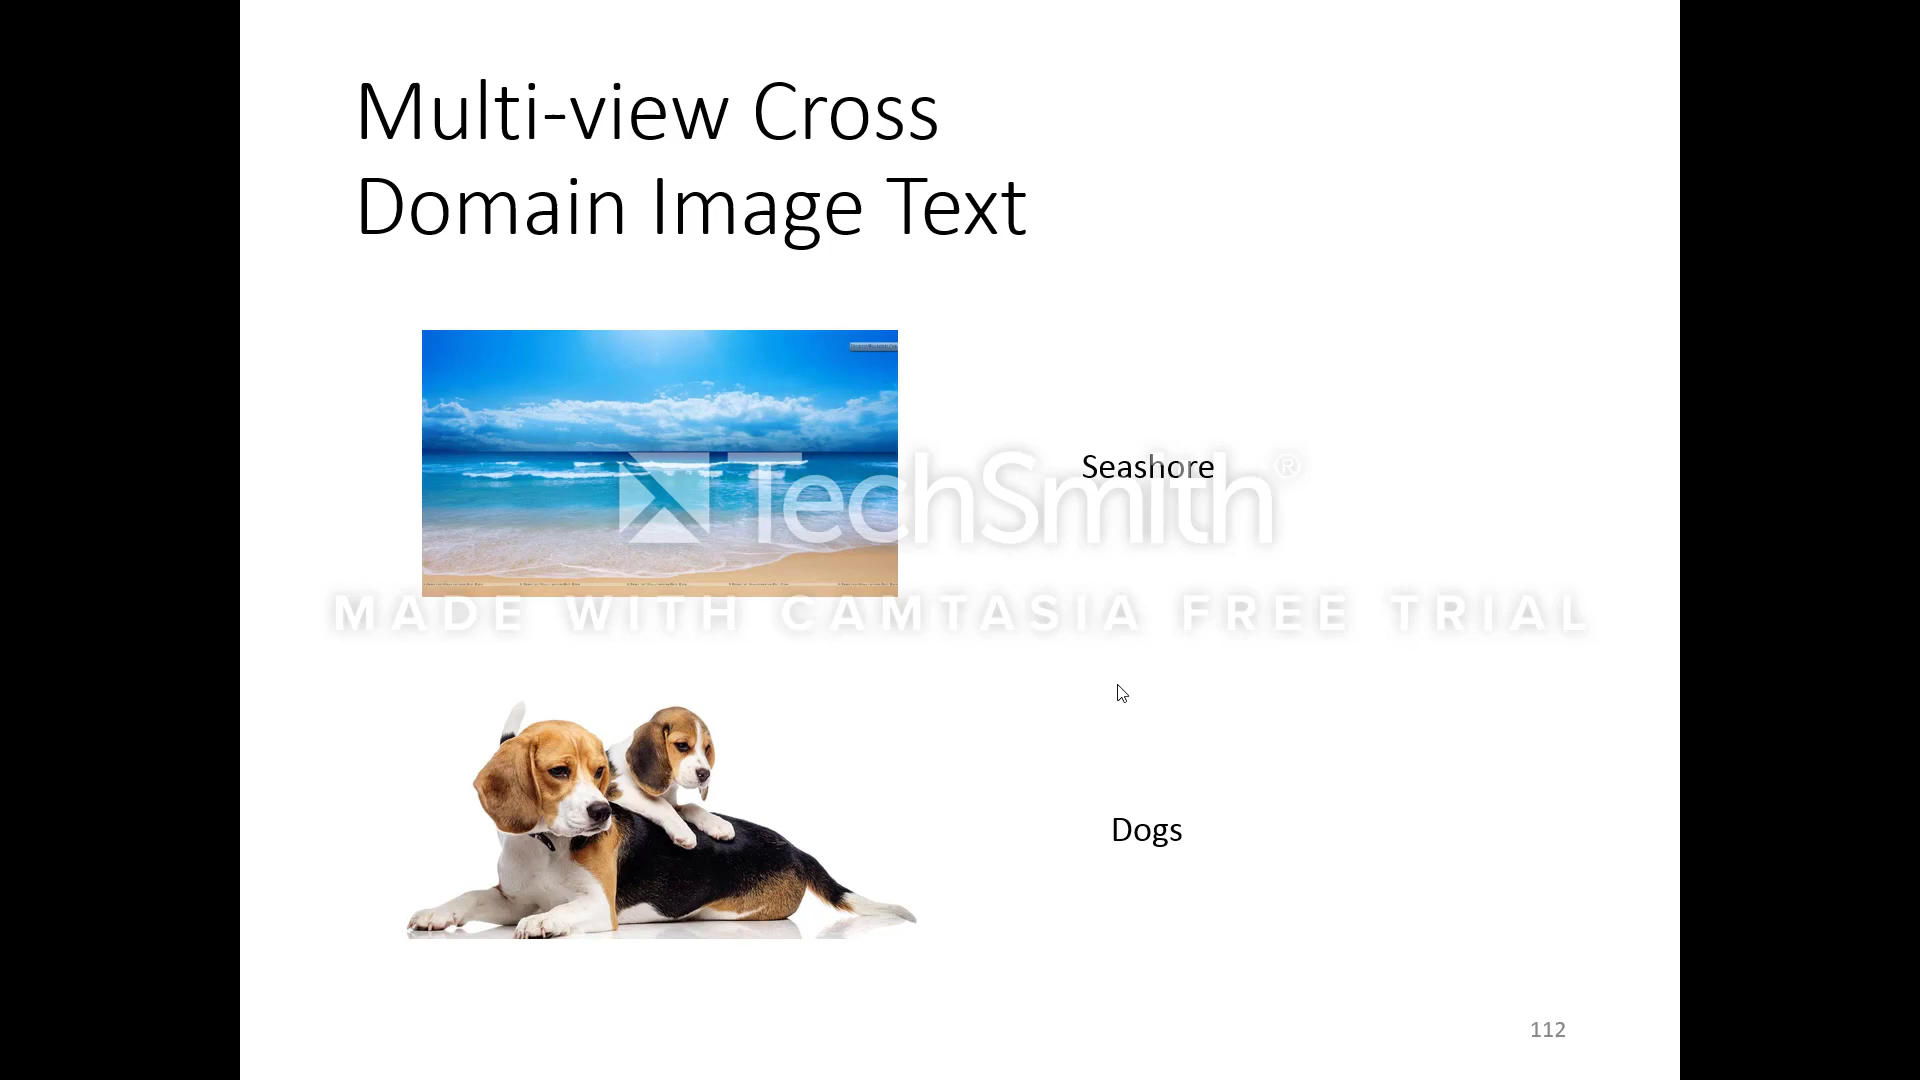 Multi-view Cross
Domain Image Text
Seashore
TechSmith®
MADE WITH CAMTASIA FREE TRIAL
Dogs
112